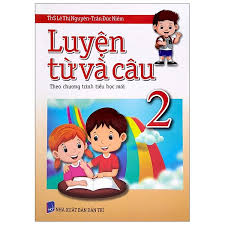 ThS Lê Thị Nguyên - Trần Đức Niềm
Luyện
từ và câu
Theo chương trình tiểu học mới
2
NHÀ XUẤT BẢN DÂN TRÍ